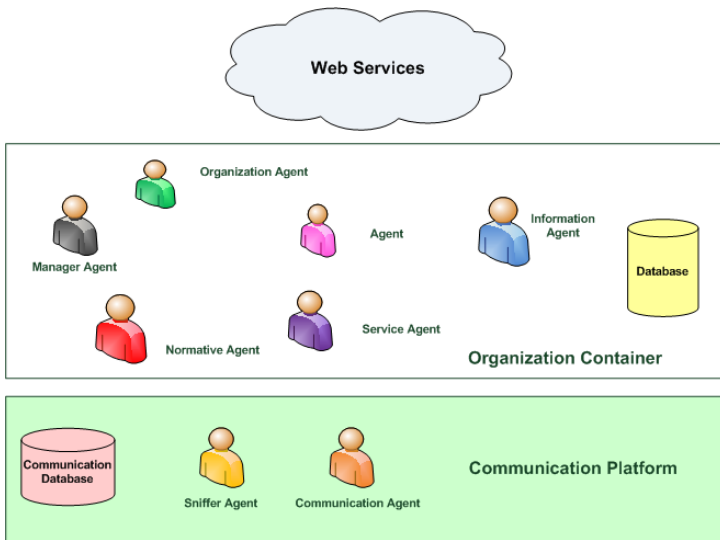 Web Services
Organization Agent
Manager Agent
Agent
Information
Agent
Database
Normative Agent
Service Agent
Organization Container
Communication
Database
Sniffer Agent
Communication Agent
Communication Platform